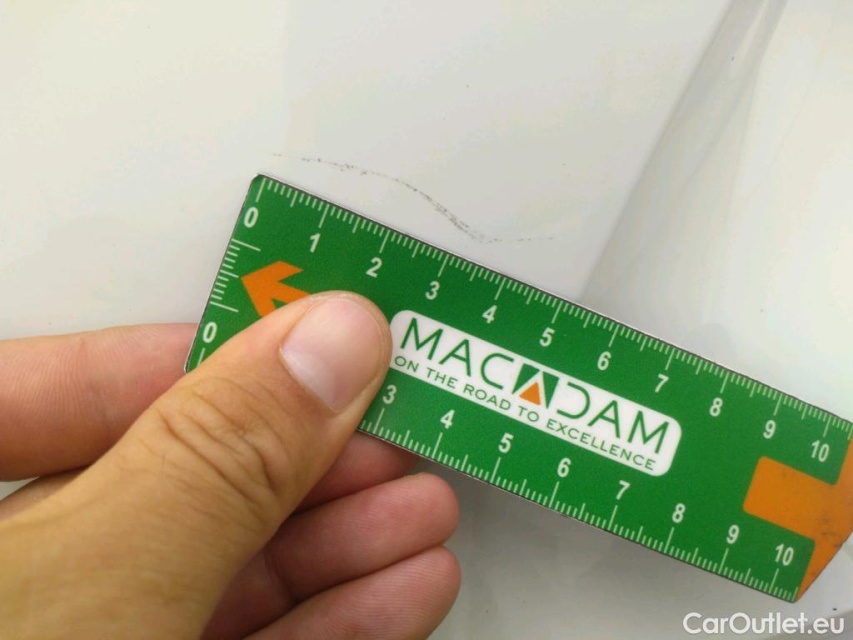 0 1 2 3 4 5 6 7 8 9 10
MACADAM
ON THE ROAD TO EXCELLENCE
0 3 4 5 6 7 8 9 10
CarOutlet.eu